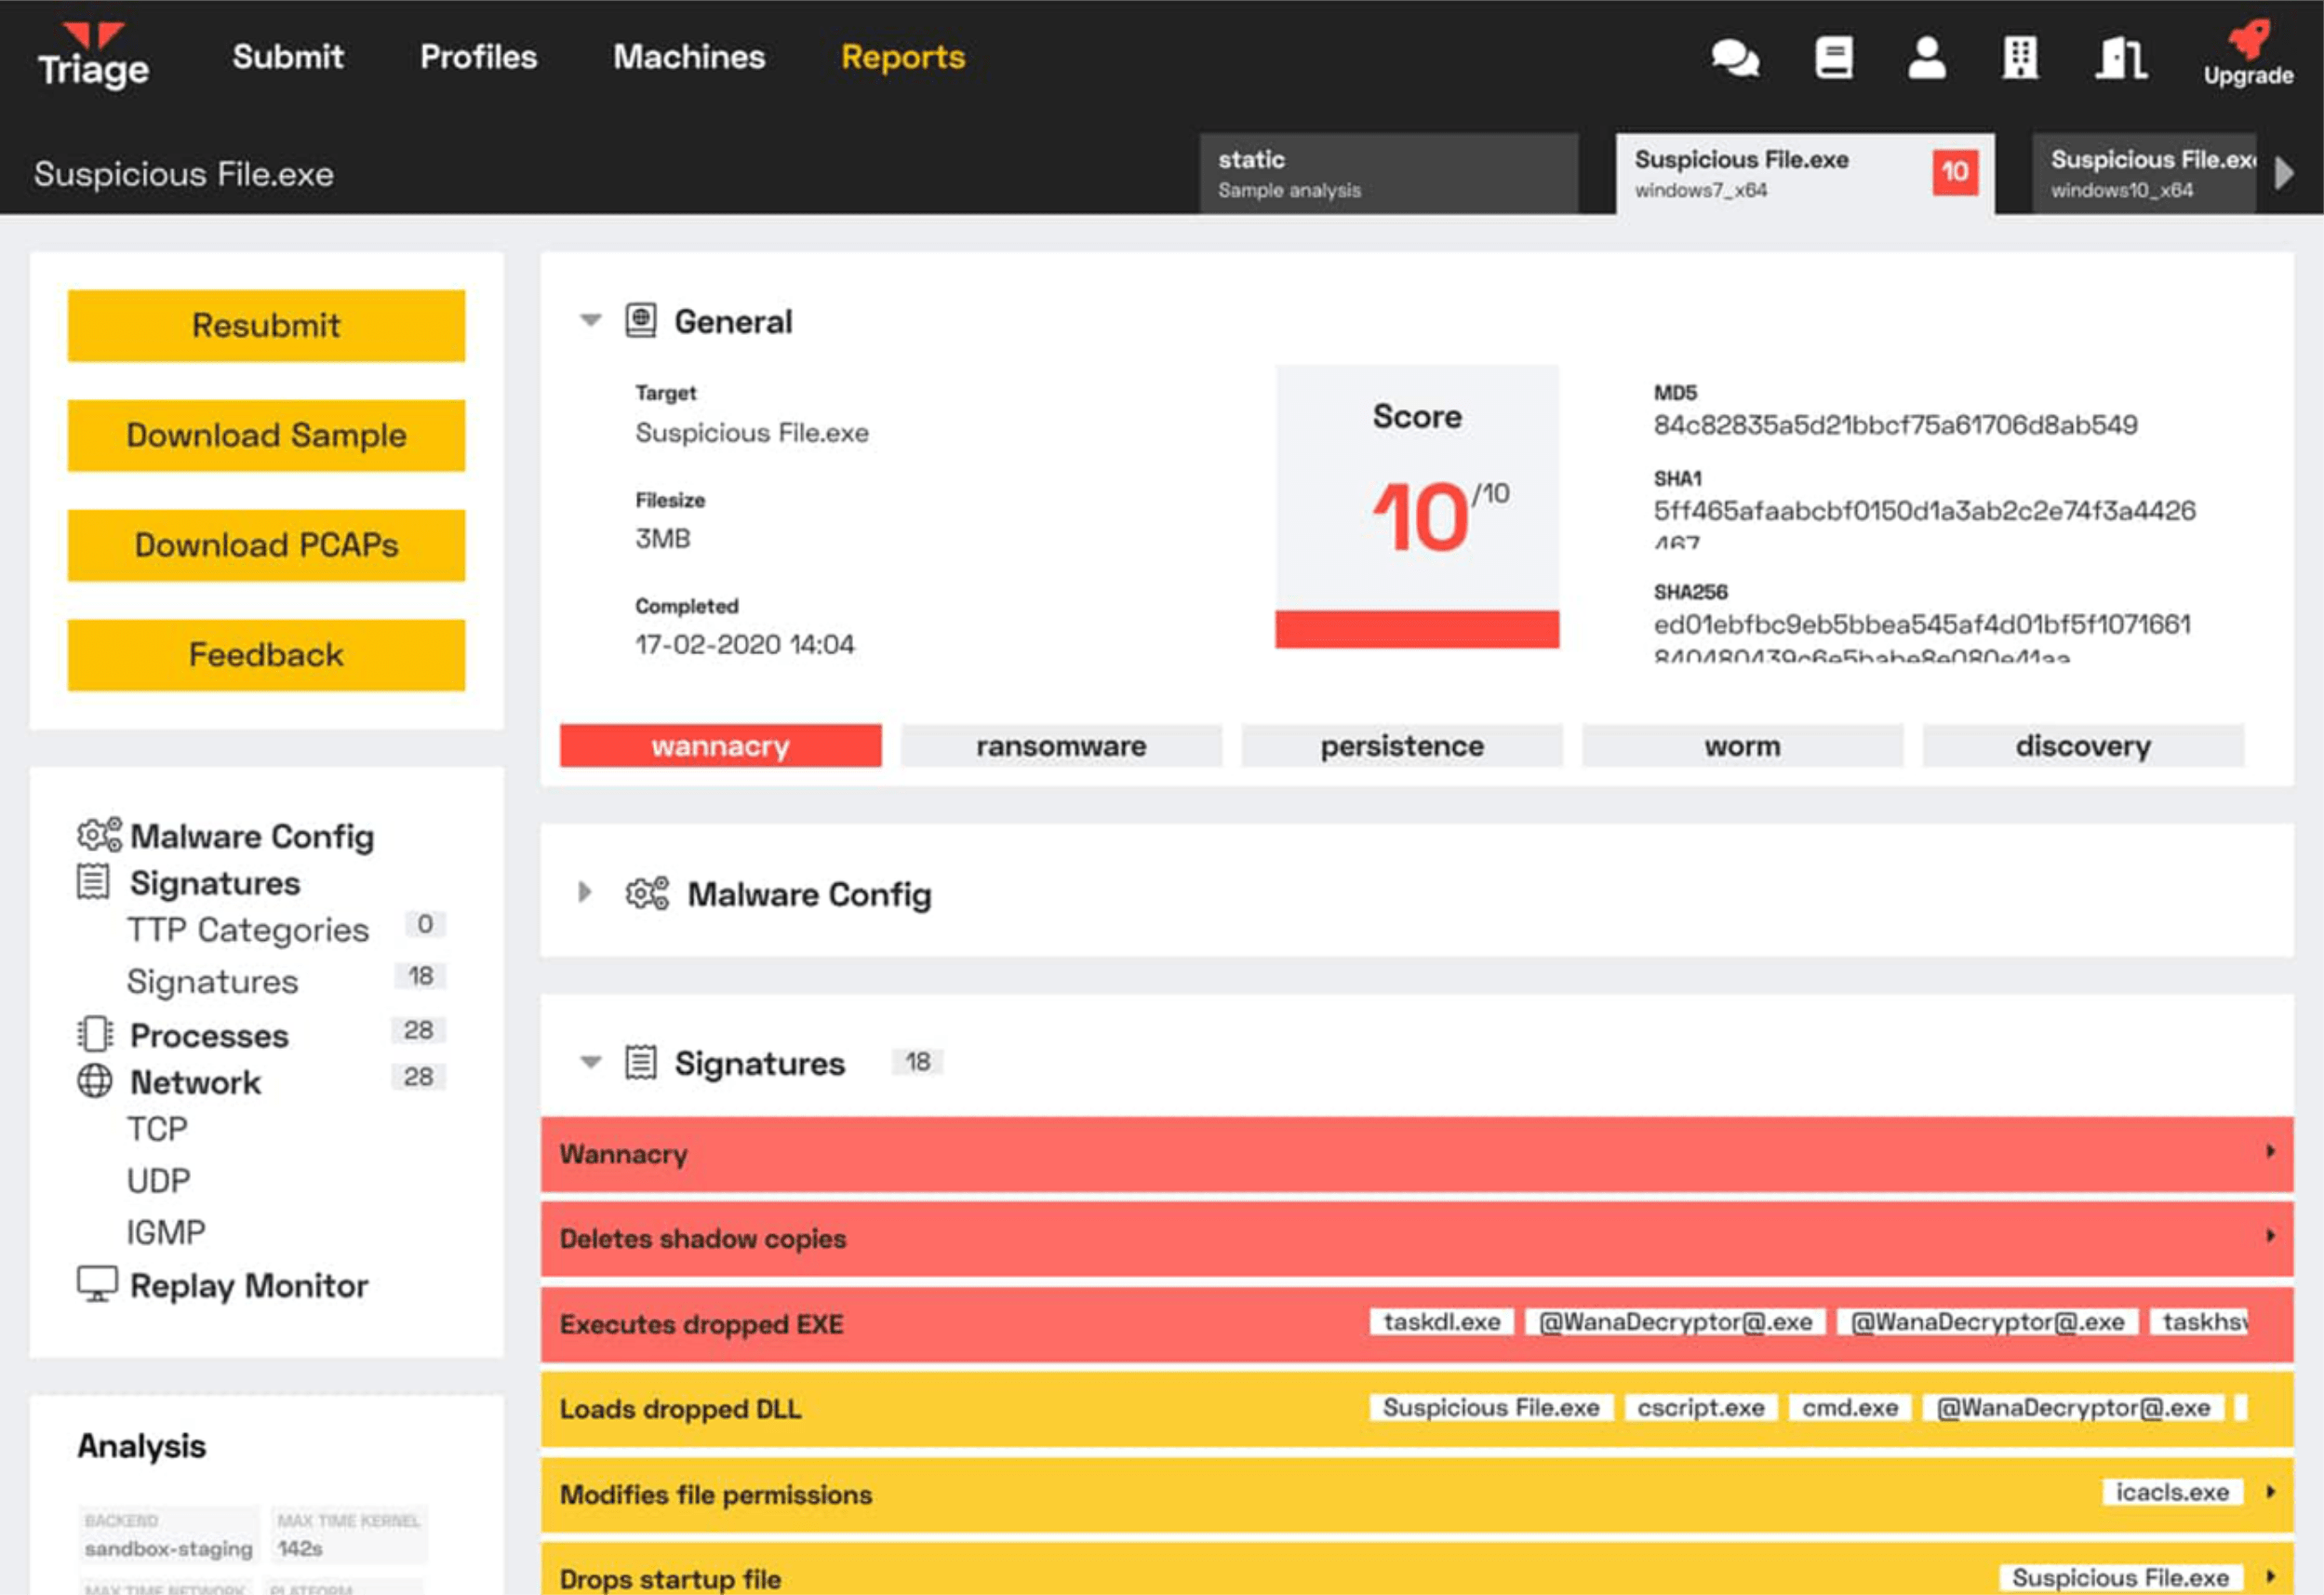 Triage
Submit
Profiles
Machines
Reports
Upgrade
Suspicious File.exe
static
Sample analysis
Suspicious File.exe
windows7_x64
10
Suspicious File.ex
windows10_x64
Resubmit
Download Sample
Download PCAPs
Feedback
Malware Config
Signatures
TTP Categories 0
Signatures 18
Processes 28
Network 28
TCP
UDP
IGMP
Replay Monitor
Analysis
BACKEND
sandbox-staging
MAX TIME KERNEL
142s
MAX TIME NETWORK
PLATFORM
General
Target
Suspicious File.exe
Filesize
3MB
Completed
17-02-2020 14:04
Score
10/10
MD5
84c82835a5d21bbcf75a61706d8ab549
SHA1
5ff465afaabcbf0150d1a3ab2c2e74f3a4426
467
SHA256
ed01ebfbc9eb5bbea545af4d01bf5f1071661
840480439c6e5babe8e080e41aa
wannacry
ransomware
persistence
worm
discovery
Malware Config
Signatures 18
Wannacry
Deletes shadow copies
Executes dropped EXE taskdl.exe @WanaDecryptor@.exe @WanaDecryptor@.exe taskhsv
Loads dropped DLL Suspicious File.exe cscript.exe cmd.exe @WanaDecryptor@.exe
Modifies file permissions icacls.exe
Drops startup file Suspicious File.exe